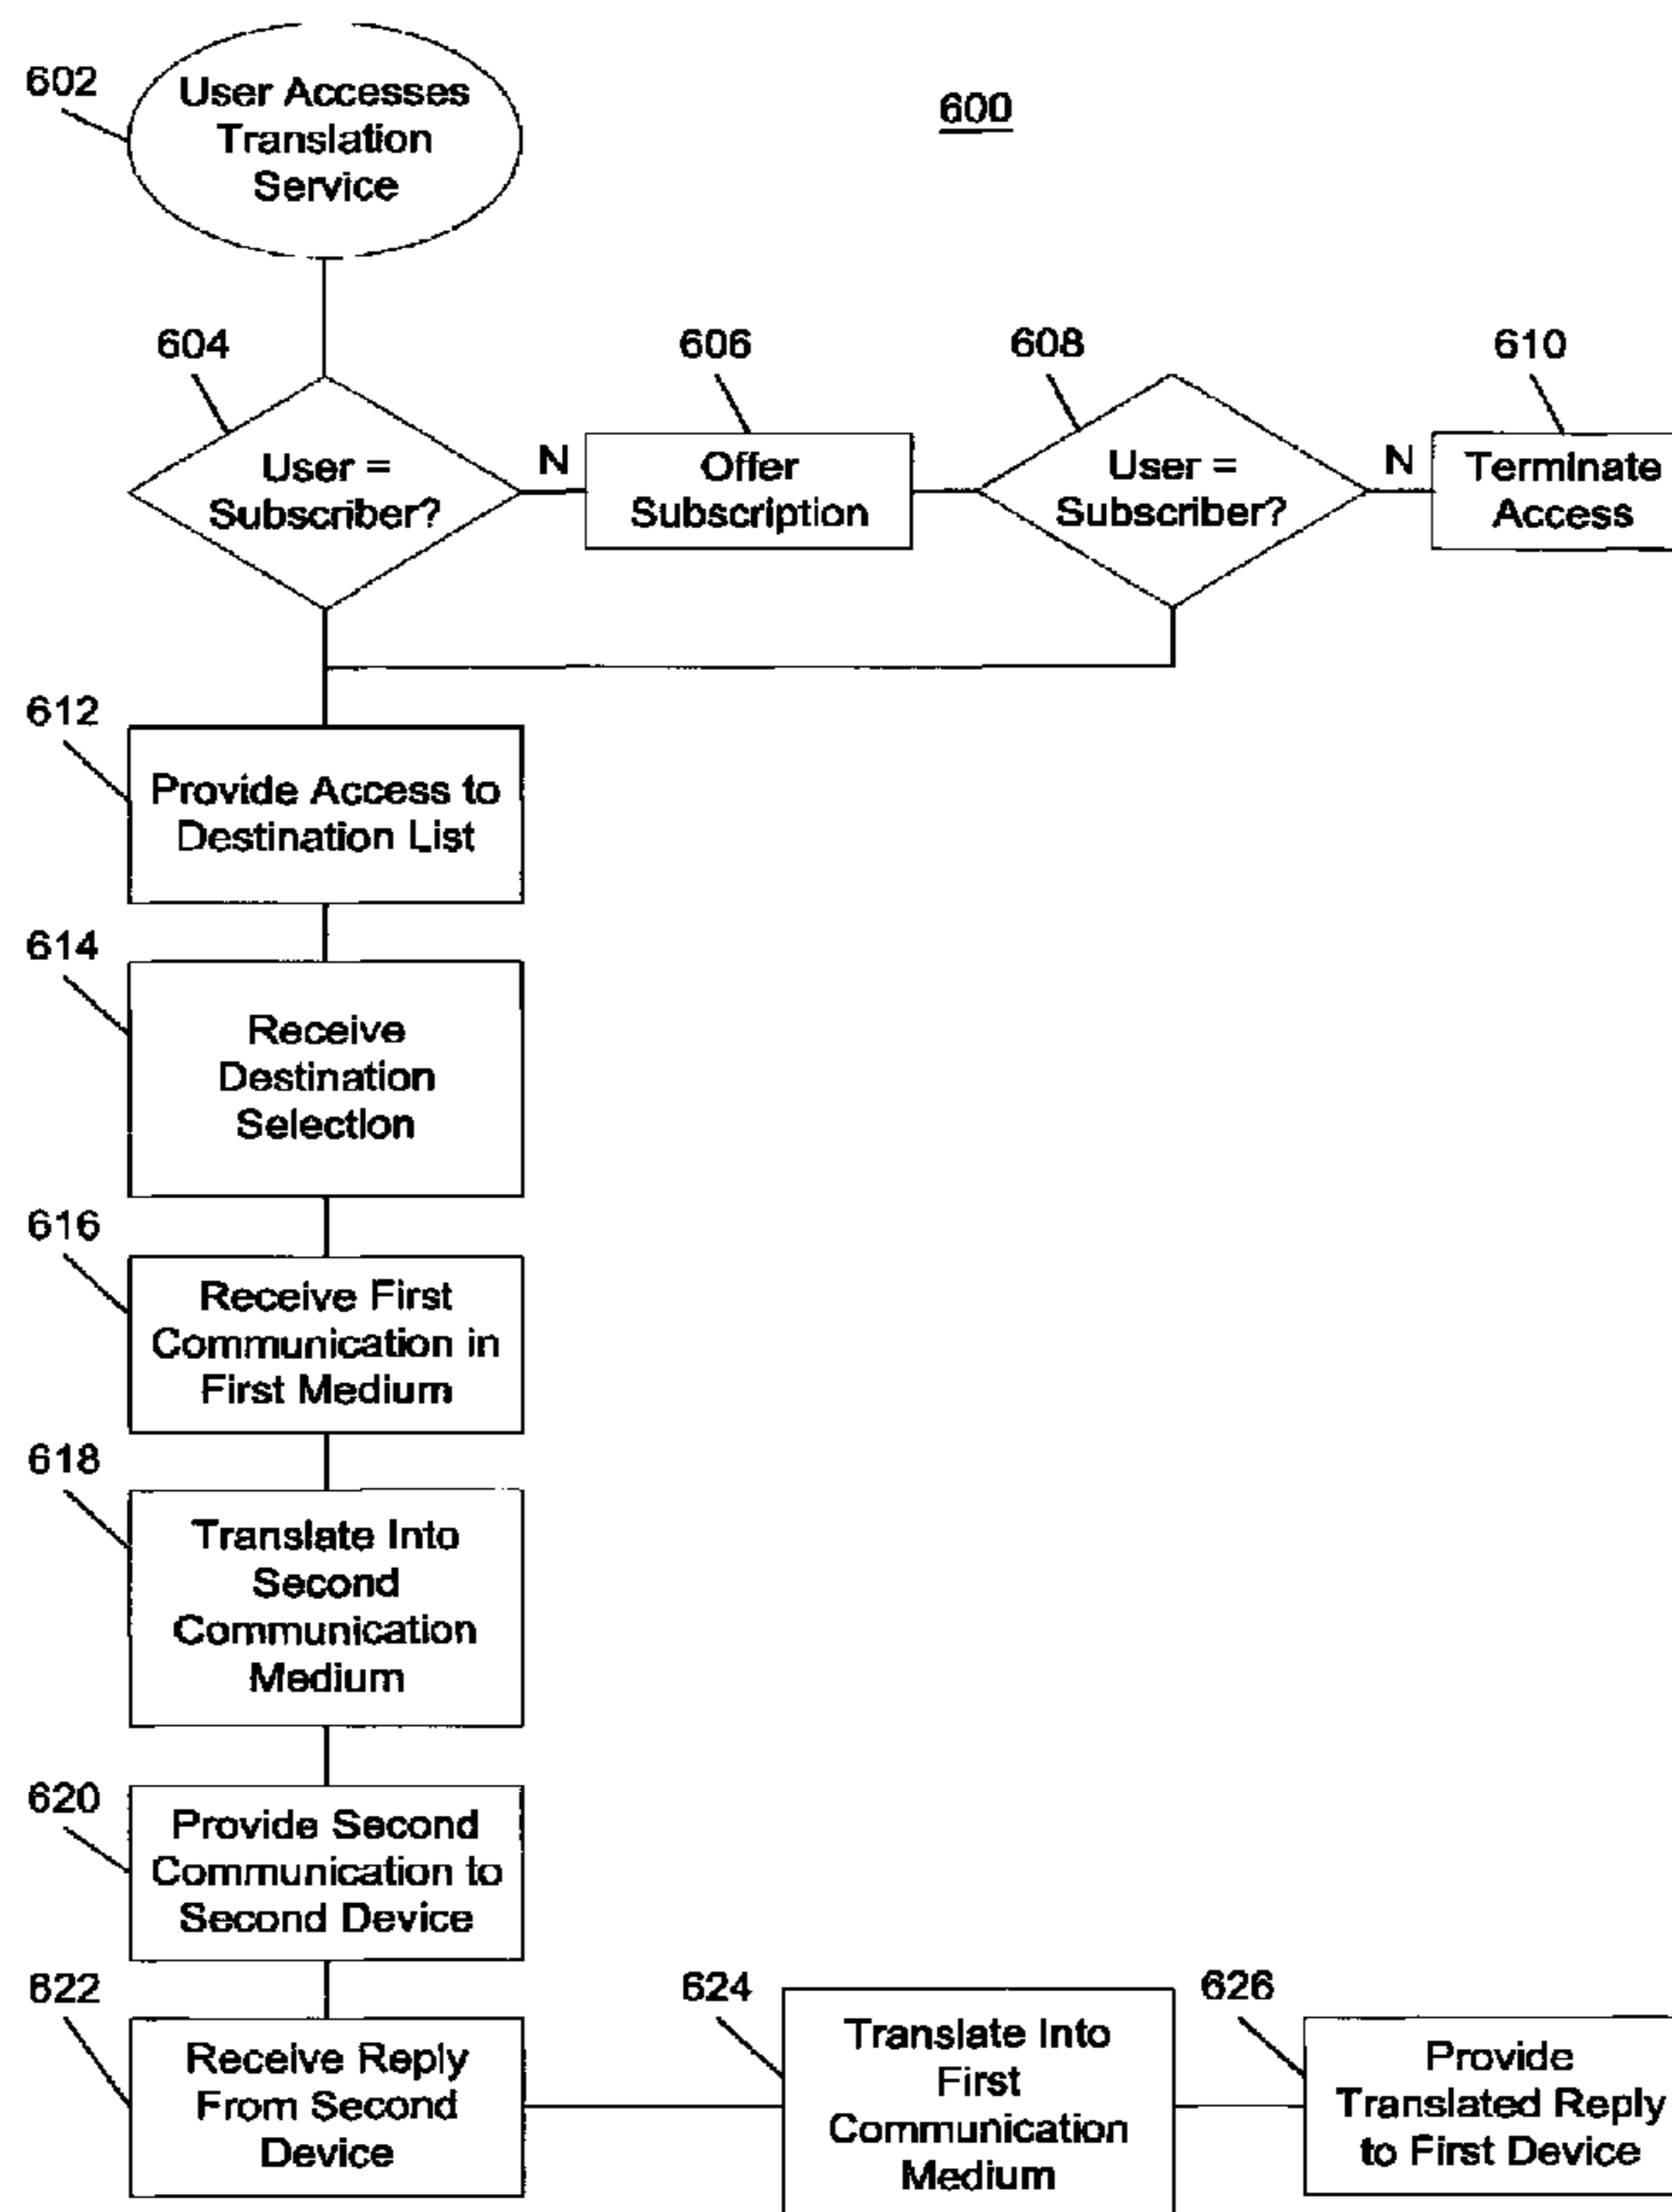 602
User Accesses
Translation
Service
600
604
User =
Subscriber?
N
606
Offer
Subscription
608
User =
Subscriber?
N
610
Terminate
Access
612
Provide Access to
Destination List
614
Receive
Destination
Selection
616
Receive First
Communication in
First Medium
618
Translate Into
Second
Communication
Medium
620
Provide Second
Communication to
Second Device
622
Receive Reply
From Second
Device
624
Translate Into
First
Communication
Medium
626
Provide
Translated Reply
to First Device